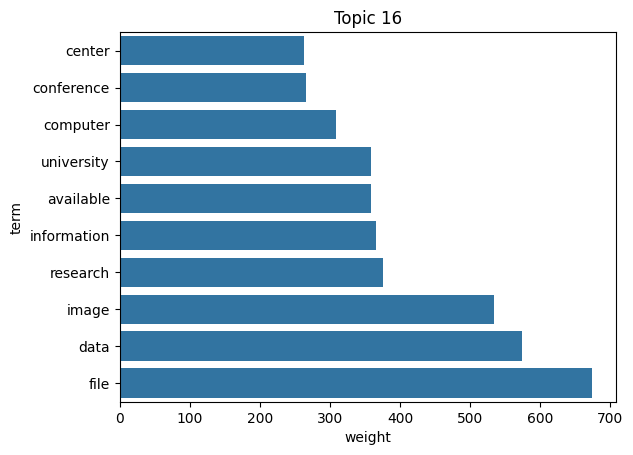 Topic 16
center
conference
computer
university
available
information
research
image
data
file
term
0 100 200 300 400 500 600 700
weight